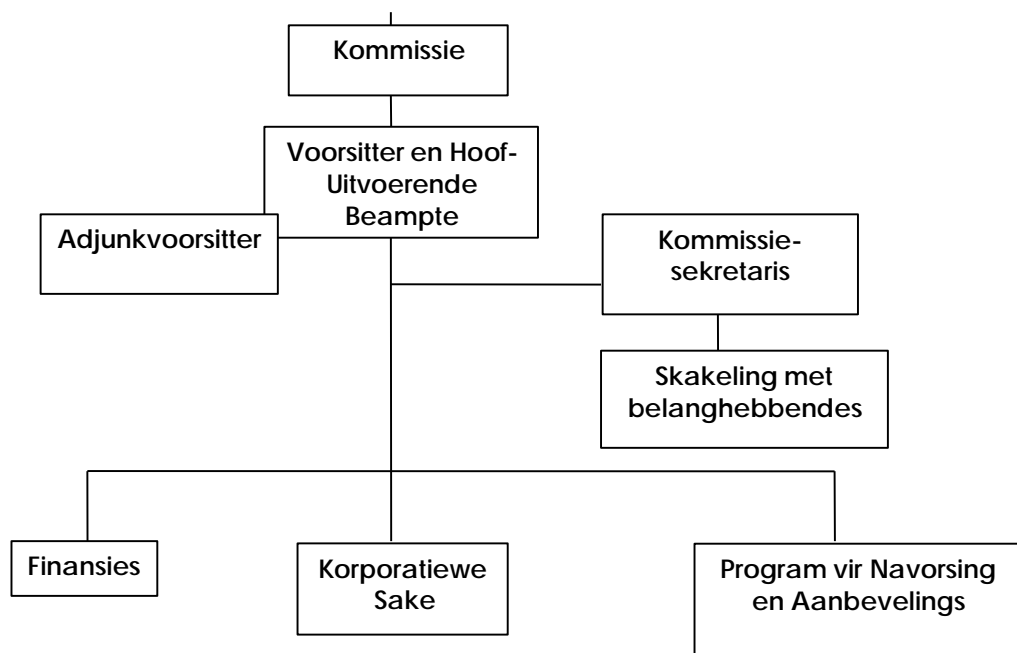 Kommissie
Voorsitter en Hoof-
Uitvoerende
Beampte
Adjunkvoorsitter
Kommissie-
sekretaris
Skakeling met
belanghebbendes
Finansies
Korporatiewe
Sake
Program vir Navorsing
en Aanbevelings